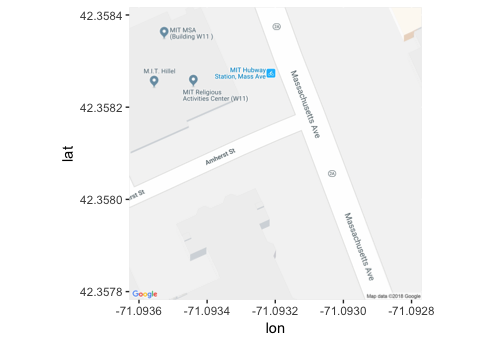 42.3584
42.3582
42.3580
42.3578
lat
2A
MIT MSA
(Building W11 )
M.I.T. Hillel
MIT Hubway
Station, Mass Ave
MIT Religious
Activities Center (W11)
Massachusetts Ave
Amherst St
rst St
2A
Massachusetts Ave
Google
Map data ©2018 Google
-71.0936
-71.0934
-71.0932
-71.0930
-71.0928
lon